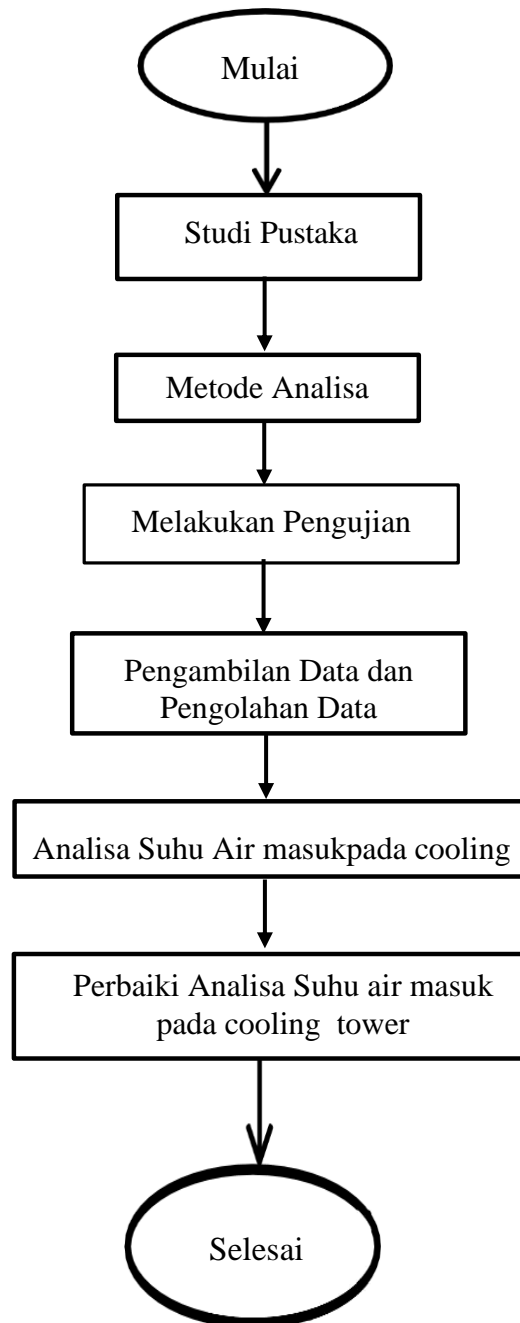 Mulai
Studi Pustaka
Metode Analisa
Melakukan Pengujian
Pengambilan Data dan
Pengolahan Data
Analisa Suhu Air masukpada cooling
Perbaiki Analisa Suhu air masuk
pada cooling tower
Selesai